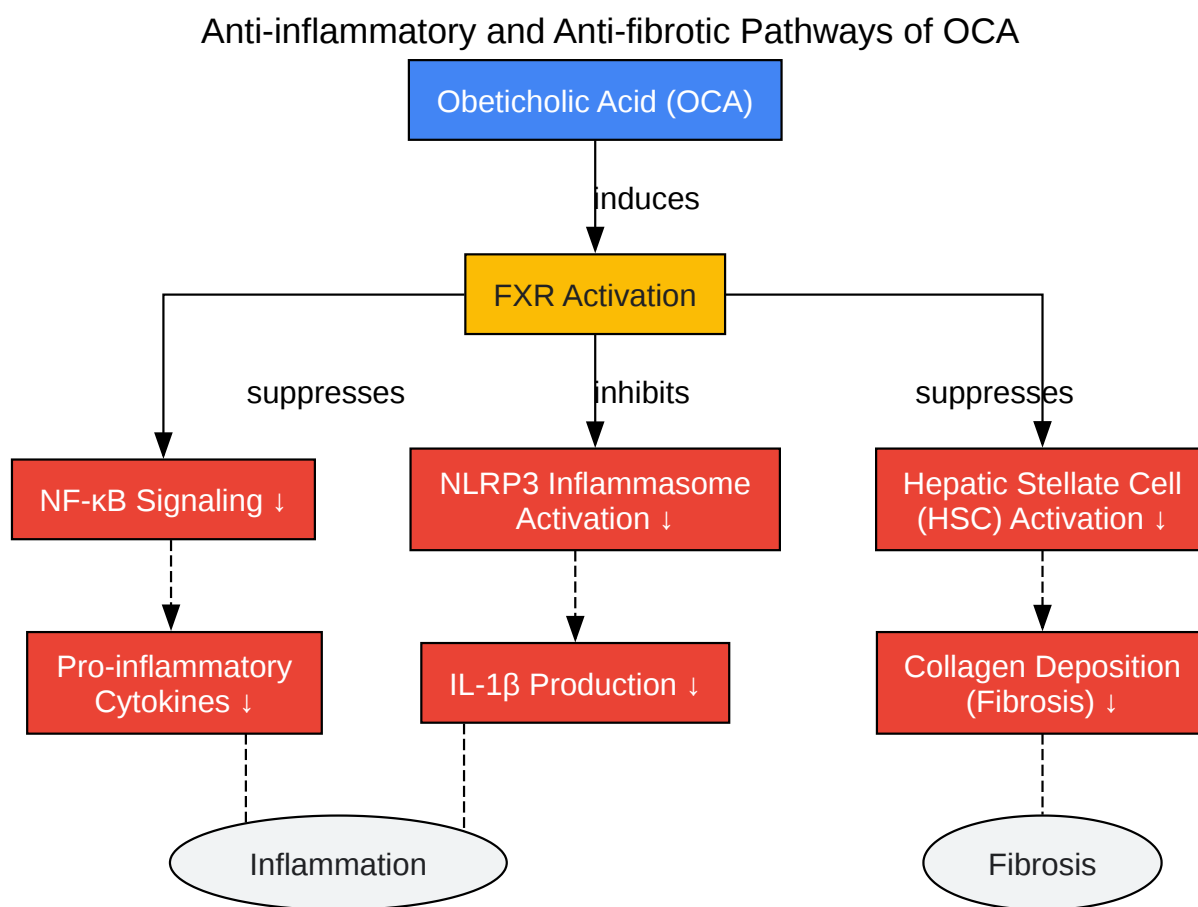 Anti-inflammatory and Anti-fibrotic Pathways of OCA
Obeticholic Acid (OCA)
induces
FXR Activation
suppresses
inhibits
suppresses
NF-κB Signaling ↓
NLRP3 Inflammasome
Activation ↓
Hepatic Stellate Cell
(HSC) Activation ↓
Pro-inflammatory
Cytokines ↓
IL-1β Production ↓
Collagen Deposition
(Fibrosis) ↓
Inflammation
Fibrosis